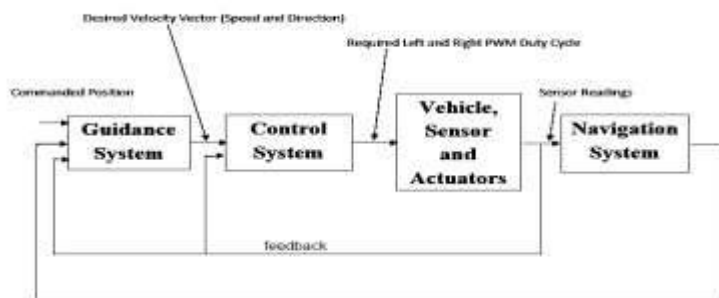 Desired Velocity Vector (Speed and Direction)
Required Left and Right PWM Duty Cycle
Commanded Position
Sensor Readings
Guidance
System
Control
System
Vehicle,
Sensor
and
Actuators
Navigation
System
feedback